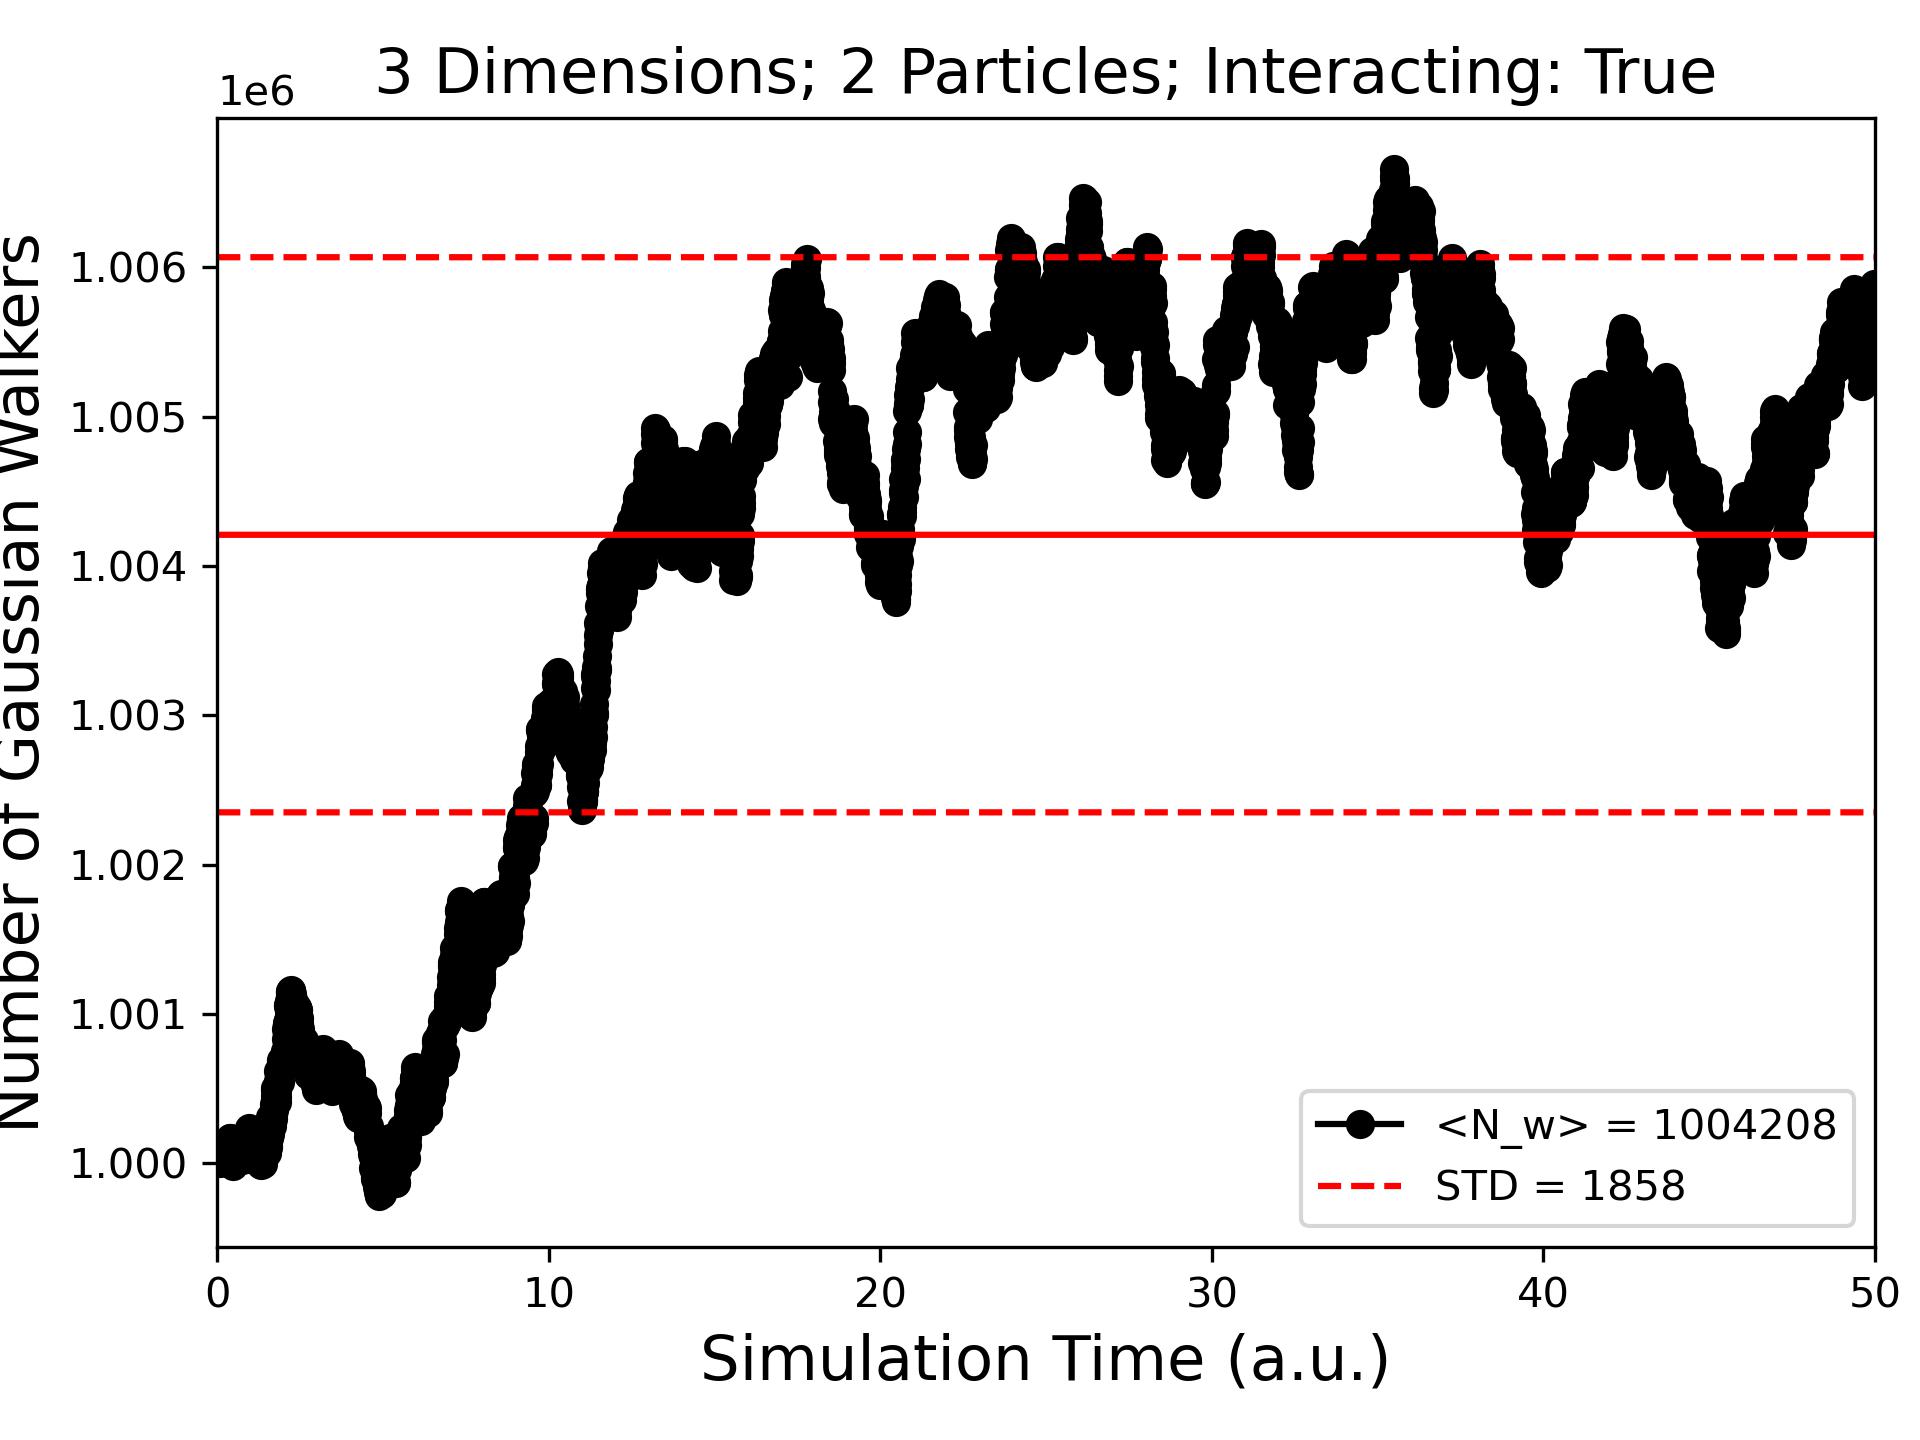 3 Dimensions; 2 Particles; Interacting: True
1e6
Number of Gaussian Walkers
1.006
1.005
1.004
1.003
1.002
1.001
1.000
<N_w> = 1004208
STD = 1858
0 10 20 30 40 50
Simulation Time (a.u.)